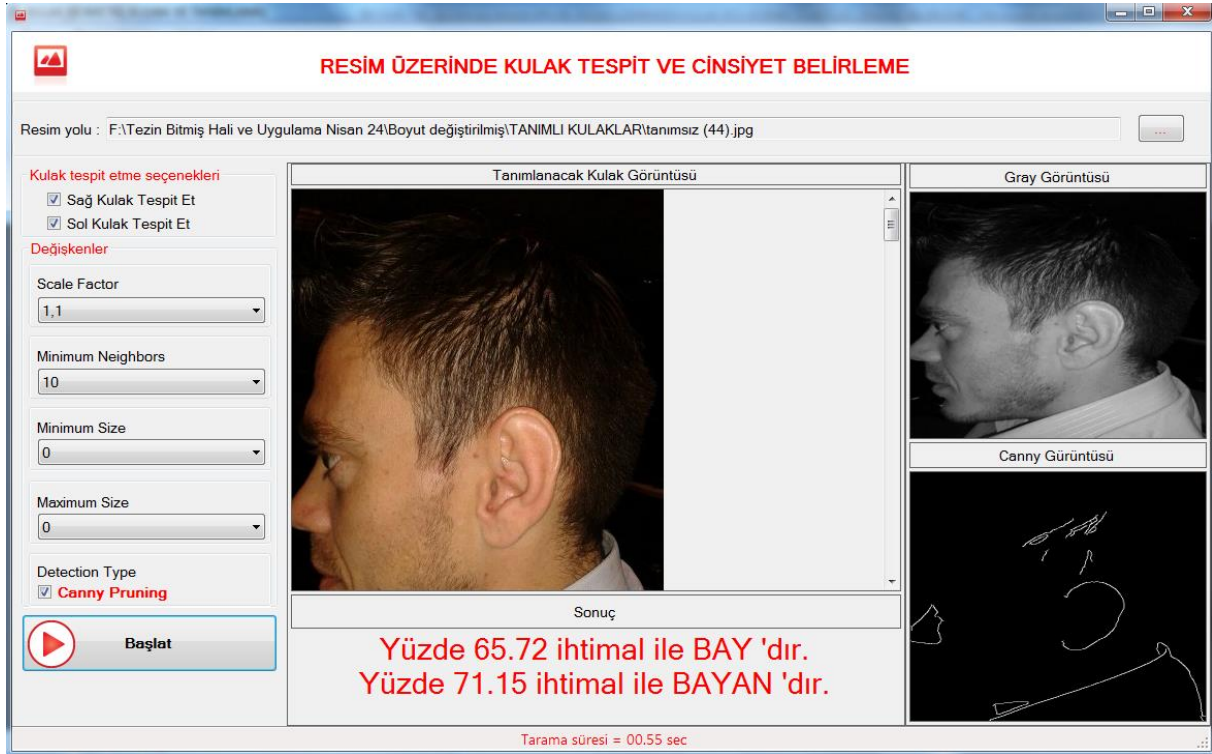 RESİM ÜZERİNDE KULAK TESPİT VE CİNSİYET BELİRLEME
Resim yolu : F:\Tezin Bitmiş Hali ve Uygulama Nisan 24\Boyut değiştirilmiş\TANIMLI KULAKLAR\tanımsız (44).jpg
...
Kulak tespit etme seçenekleri
Sağ Kulak Tespit Et
Sol Kulak Tespit Et
Değişkenler
Scale Factor
1,1
Minimum Neighbors
10
Minimum Size
0
Maximum Size
0
Detection Type
Canny Pruning
Başlat
Tanımlanacak Kulak Görüntüsü
Sonuç
Yüzde 65.72 ihtimal ile BAY 'dır.
Yüzde 71.15 ihtimal ile BAYAN 'dır.
Gray Görüntüsü
Canny Gürüntüsü
Tarama süresi = 00.55 sec